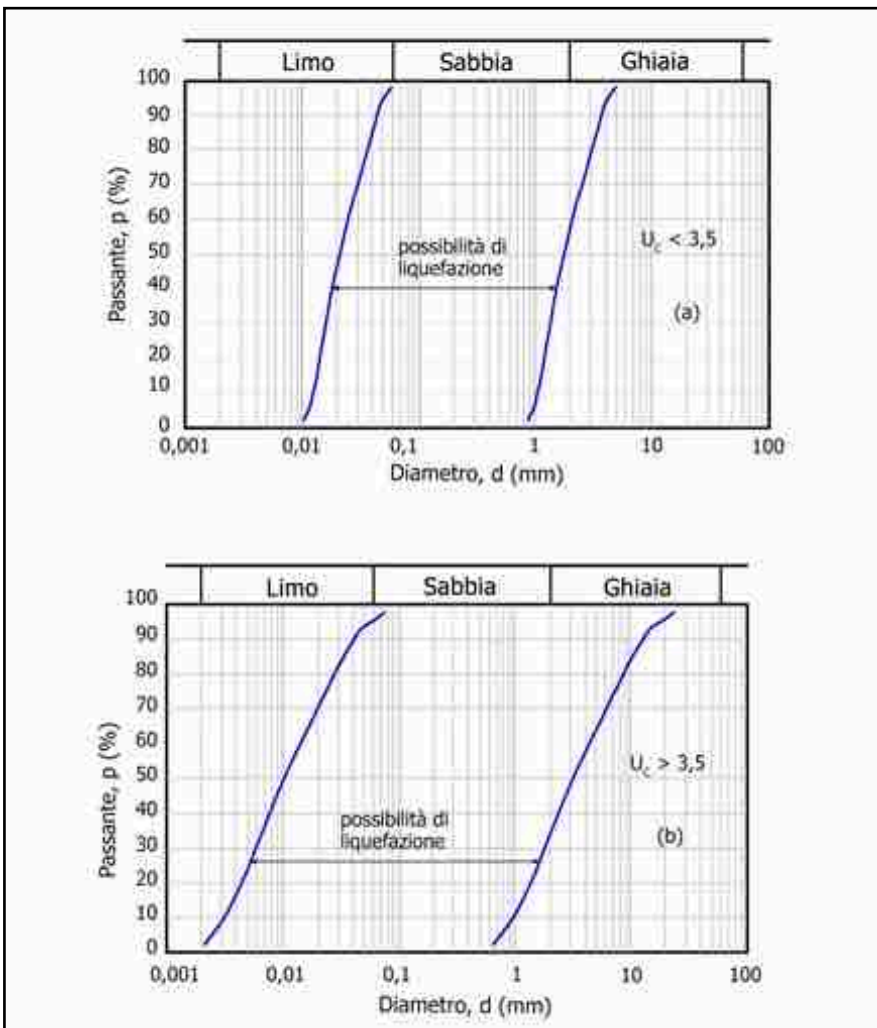 Limo Sabbia Ghiaia
100
90
80
70
60
50
40
30
20
10
0
Passante, p (%)
possibilità di
liquefazione
U_c < 3,5
(a)
0,001 0,01 0,1 1 10 100
Diametro, d (mm)
Limo Sabbia Ghiaia
100
90
80
70
60
50
40
30
20
10
0
Passante, p (%)
possibilità di
liquefazione
U_c > 3,5
(b)
0,001 0,01 0,1 1 10 100
Diametro, d (mm)